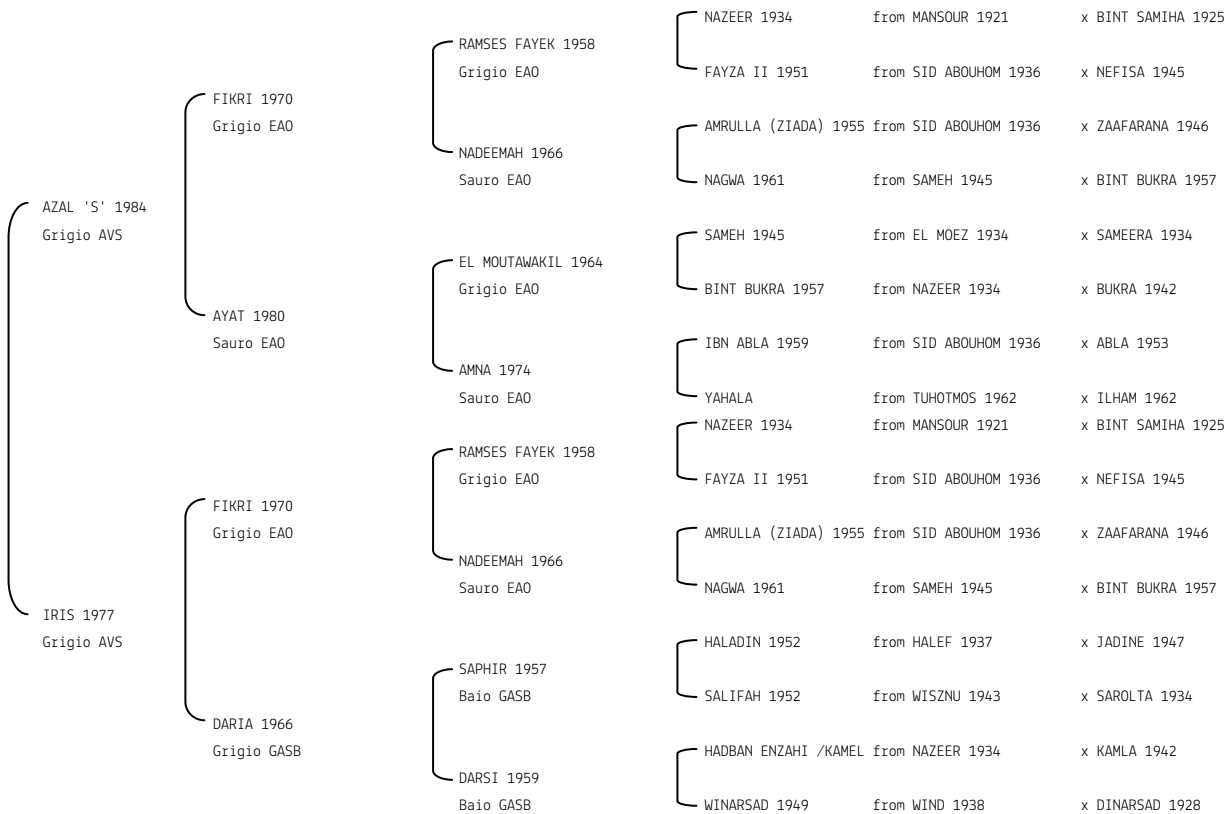 NAZEER 1934 from MANSOUR 1921 x BINT SAMIHA 1925
RAMSES FAYEK 1958
Grigio EAO FAYZA II 1951 from SID ABOUHOM 1936 x NEFISA 1945
FIKRI 1970
Grigio EAO AMRULLA (ZIADA) 1955 from SID ABOUHOM 1936 x ZAAFARANA 1946
NADEEMAH 1966
Sauro EAO NAGWA 1961 from SAMEH 1945 x BINT BUKRA 1957
AZAL 'S' 1984
Grigio AVS SAMEH 1945 from EL MOEZ 1934 x SAMEERA 1934
EL MOUTAWAKIL 1964
Grigio EAO BINT BUKRA 1957 from NAZEER 1934 x BUKRA 1942
AYAT 1980
Sauro EAO IBN ABLA 1959 from SID ABOUHOM 1936 x ABLA 1953
AMNA 1974
Sauro EAO YAHALA from TUHOTMOS 1962 x ILHAM 1962
NAZEER 1934 from MANSOUR 1921 x BINT SAMIHA 1925
RAMSES FAYEK 1958
Grigio EAO FAYZA II 1951 from SID ABOUHOM 1936 x NEFISA 1945
FIKRI 1970
Grigio EAO AMRULLA (ZIADA) 1955 from SID ABOUHOM 1936 x ZAAFARANA 1946
NADEEMAH 1966
Sauro EAO NAGWA 1961 from SAMEH 1945 x BINT BUKRA 1957
IRIS 1977
Grigio AVS HALADIN 1952 from HALEF 1937 x JADINE 1947
SAPHIR 1957
Baio GASB SALIFAH 1952 from WISZNU 1943 x SAROLTA 1934
DARIA 1966
Grigio GASB HADBAN ENZAHI /KAMEL from NAZEER 1934 x KAMLA 1942
DARSI 1959
Baio GASB WINARSAD 1949 from WIND 1938 x DINARSAD 1928